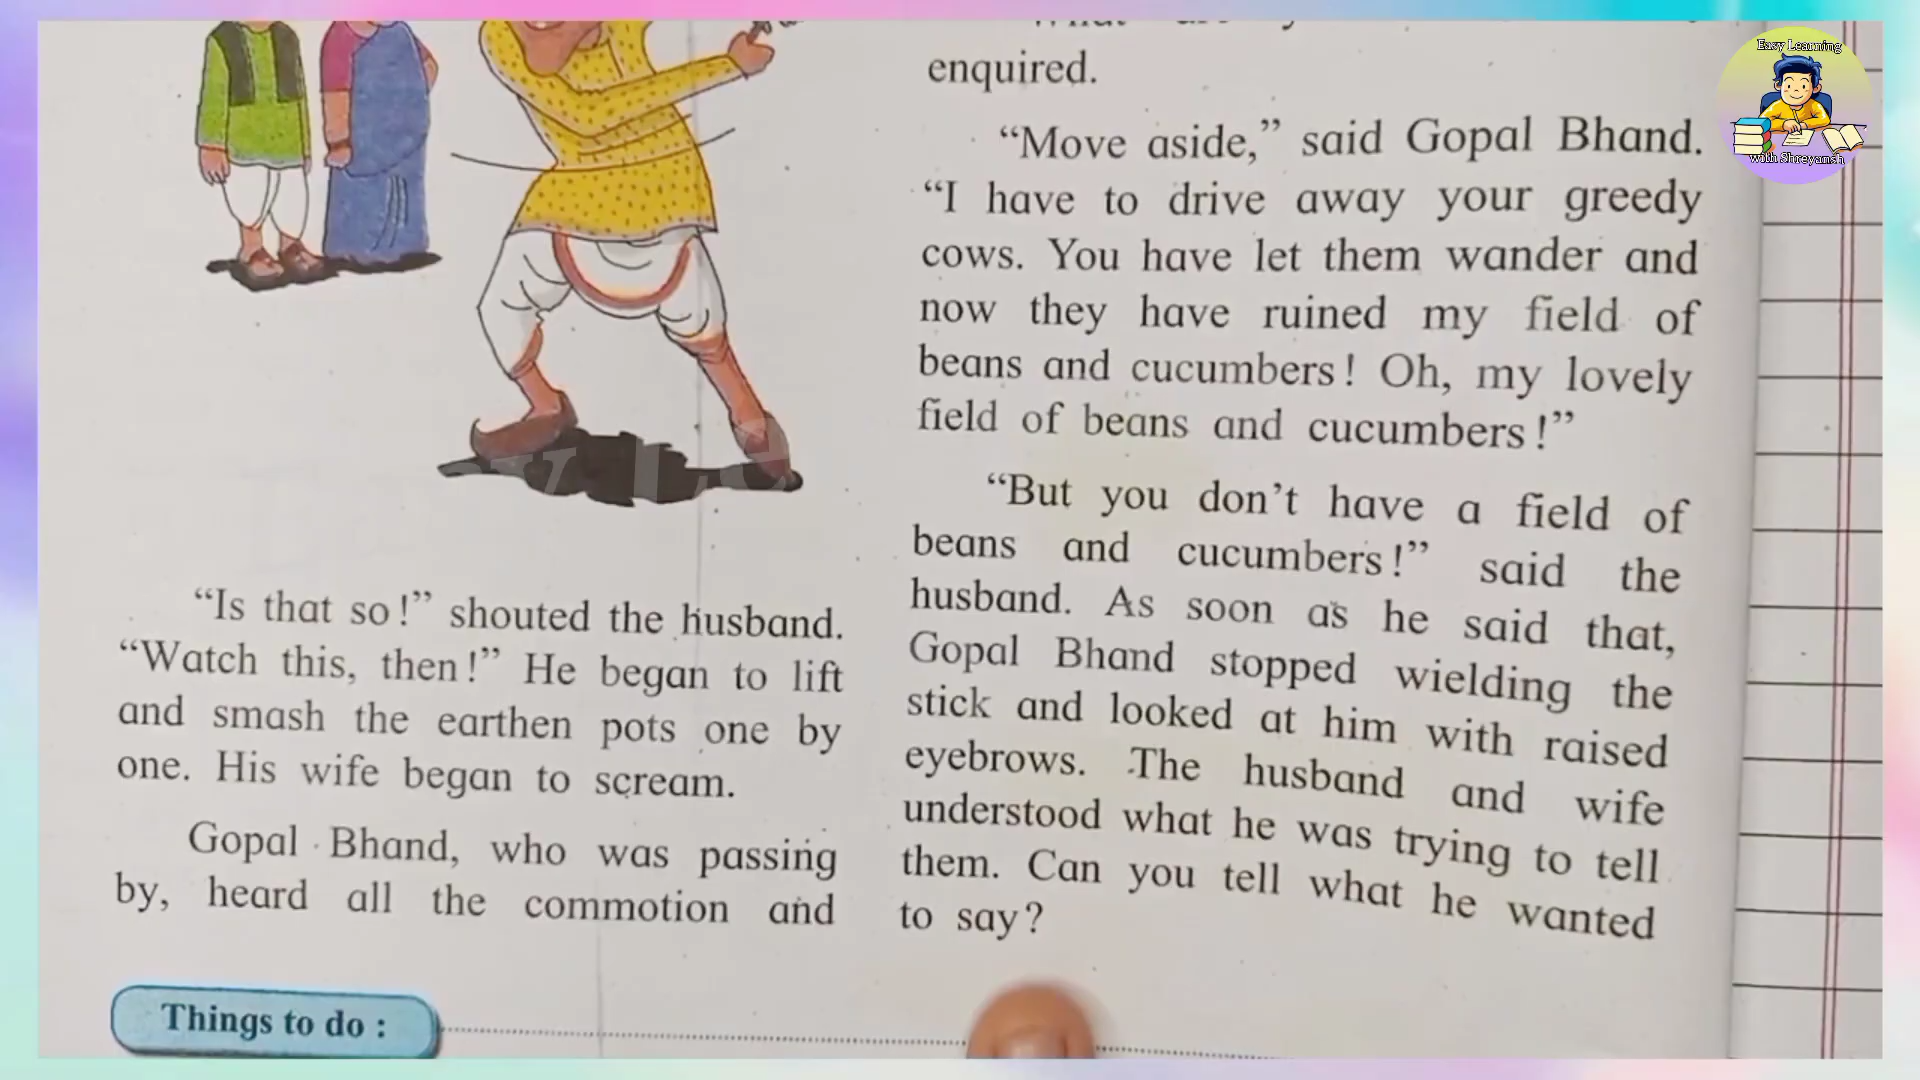 “Is that so!” shouted the husband.
“Watch this, then!” He began to lift
and smash the earthen pots one by
one. His wife began to scream.
Gopal Bhand, who was passing
by, heard all the commotion and
enquired.
“Move aside,” said Gopal Bhand.
“I have to drive away your greedy
cows. You have let them wander and
now they have ruined my field of
beans and cucumbers! Oh, my lovely
field of beans and cucumbers!”
“But you don’t have a field of
beans and cucumbers!” said the
husband. As soon as he said that,
Gopal Bhand stopped wielding the
stick and looked at him with raised
eyebrows. The husband and wife
understood what he was trying to tell
them. Can you tell what he wanted
to say?
Things to do :
Easy Learning
with Shreyansh